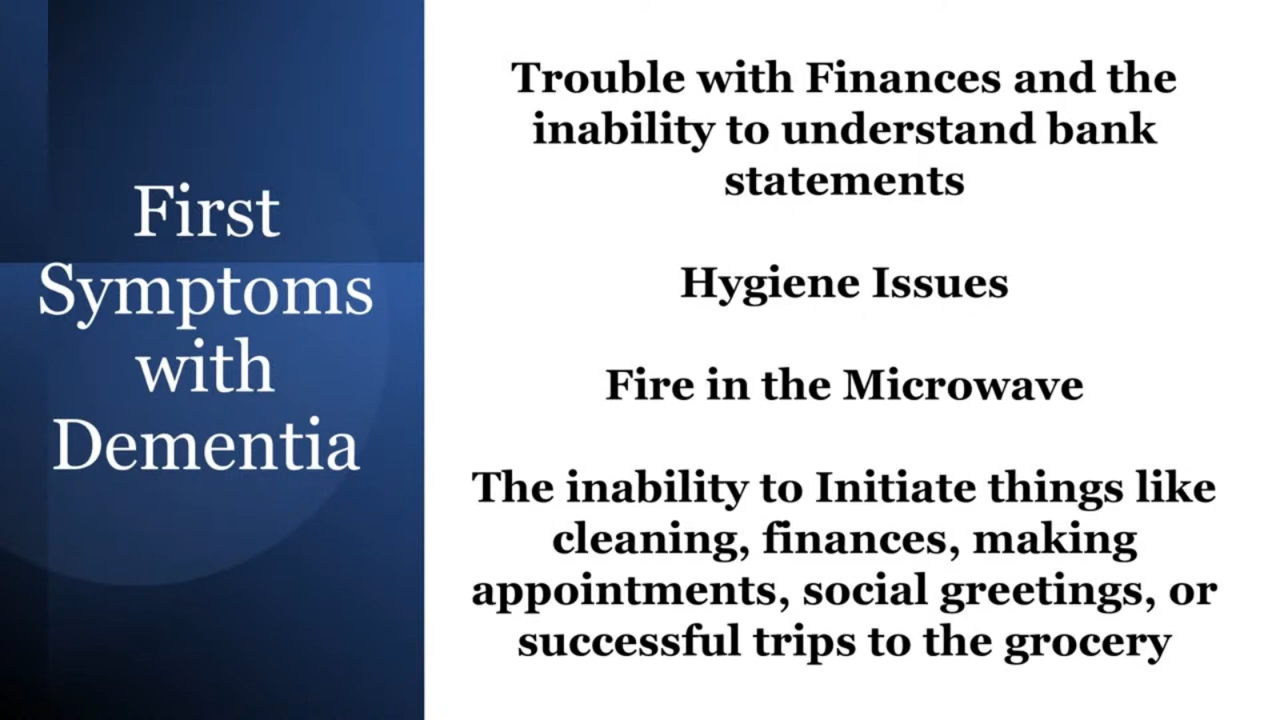 First
Symptoms
with
Dementia
Trouble with Finances and the
inability to understand bank
statements
Hygiene Issues
Fire in the Microwave
The inability to Initiate things like
cleaning, finances, making
appointments, social greetings, or
successful trips to the grocery